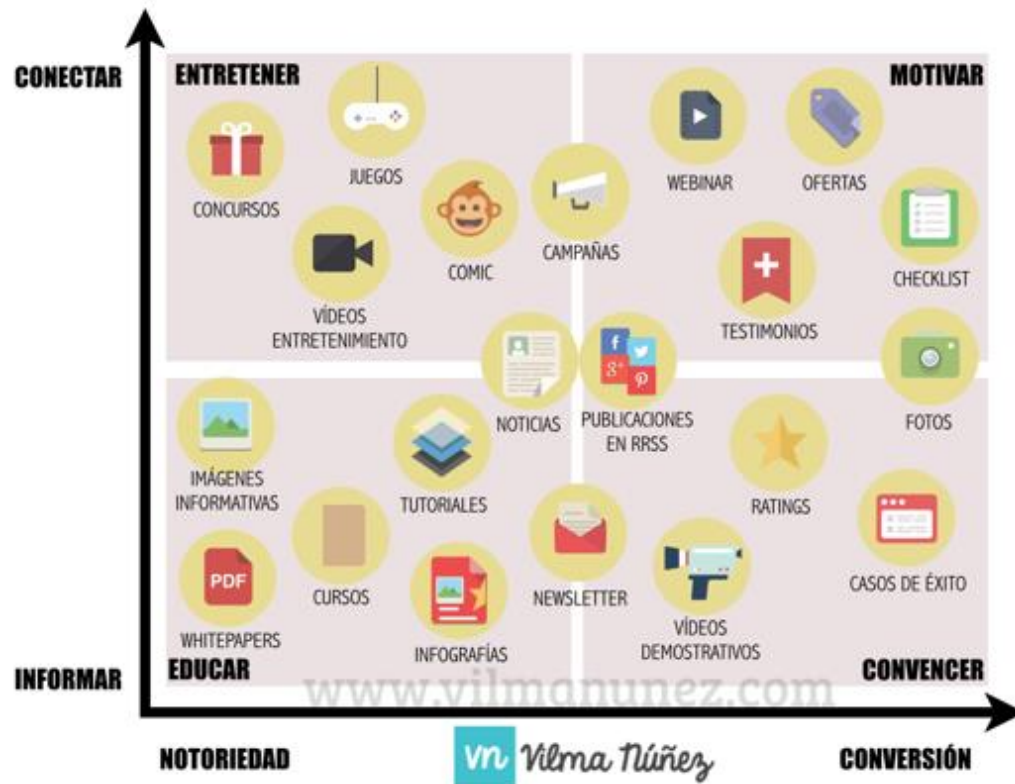 CONECTAR
ENTRETENER
MOTIVAR
CONCURSOS
JUEGOS
VÍDEOS
ENTRETENIMIENTO
COMIC
CAMPAÑAS
WEBINAR
OFERTAS
CHECKLIST
TESTIMONIOS
FOTOS
NOTICIAS
f
g+
PUBLICACIONES
EN RRSS
IMÁGENES
INFORMATIVAS
TUTORIALES
RATINGS
PDF
WHITEPAPERS
CURSOS
INFOGRAFÍAS
NEWSLETTER
VÍDEOS
DEMOSTRATIVOS
CASOS DE ÉXITO
INFORMAR
EDUCAR
CONVENCER
www.vilmanunez.com
NOTORIEDAD
vn Vilma Núñez
CONVERSIÓN